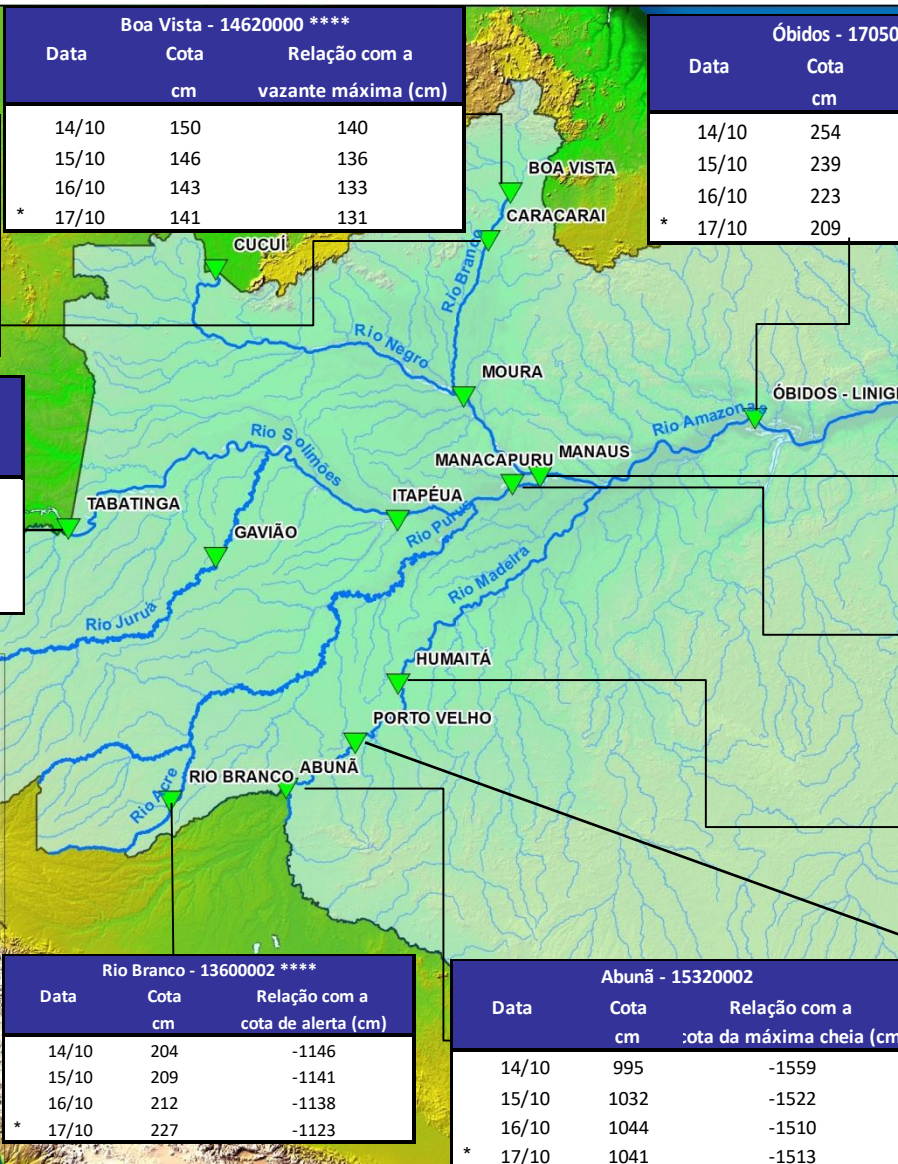 Boa Vista - 14620000 ****
Data Cota Relação com a
cm vazante máxima (cm)
14/10 150 140
15/10 146 136
16/10 143 133
* 17/10 141 131
Óbidos - 17050
Data Cota
cm
14/10 254
15/10 239
16/10 223
* 17/10 209
BOA VISTA
CARACARAI
CUCUÍ
Rio Branco
Rio Negro
MOURA
ÓBIDOS - LINIG
Rio Amazonas
Rio Solimões
MANACAPURU
MANAUS
TABATINGA
ITAPÉUA
GAVIÃO
Rio Purus
Rio Madeira
Rio Juruá
HUMAITÁ
PORTO VELHO
ABUNÃ
RIO BRANCO
Rio Acre
Rio Branco - 13600002 ****
Data Cota Relação com a
cm cota de alerta (cm)
14/10 204 -1146
15/10 209 -1141
16/10 212 -1138
* 17/10 227 -1123
Abunã - 15320002
Data Cota Relação com a
cm cota da máxima cheia (cm
14/10 995 -1559
15/10 1032 -1522
16/10 1044 -1510
* 17/10 1041 -1513